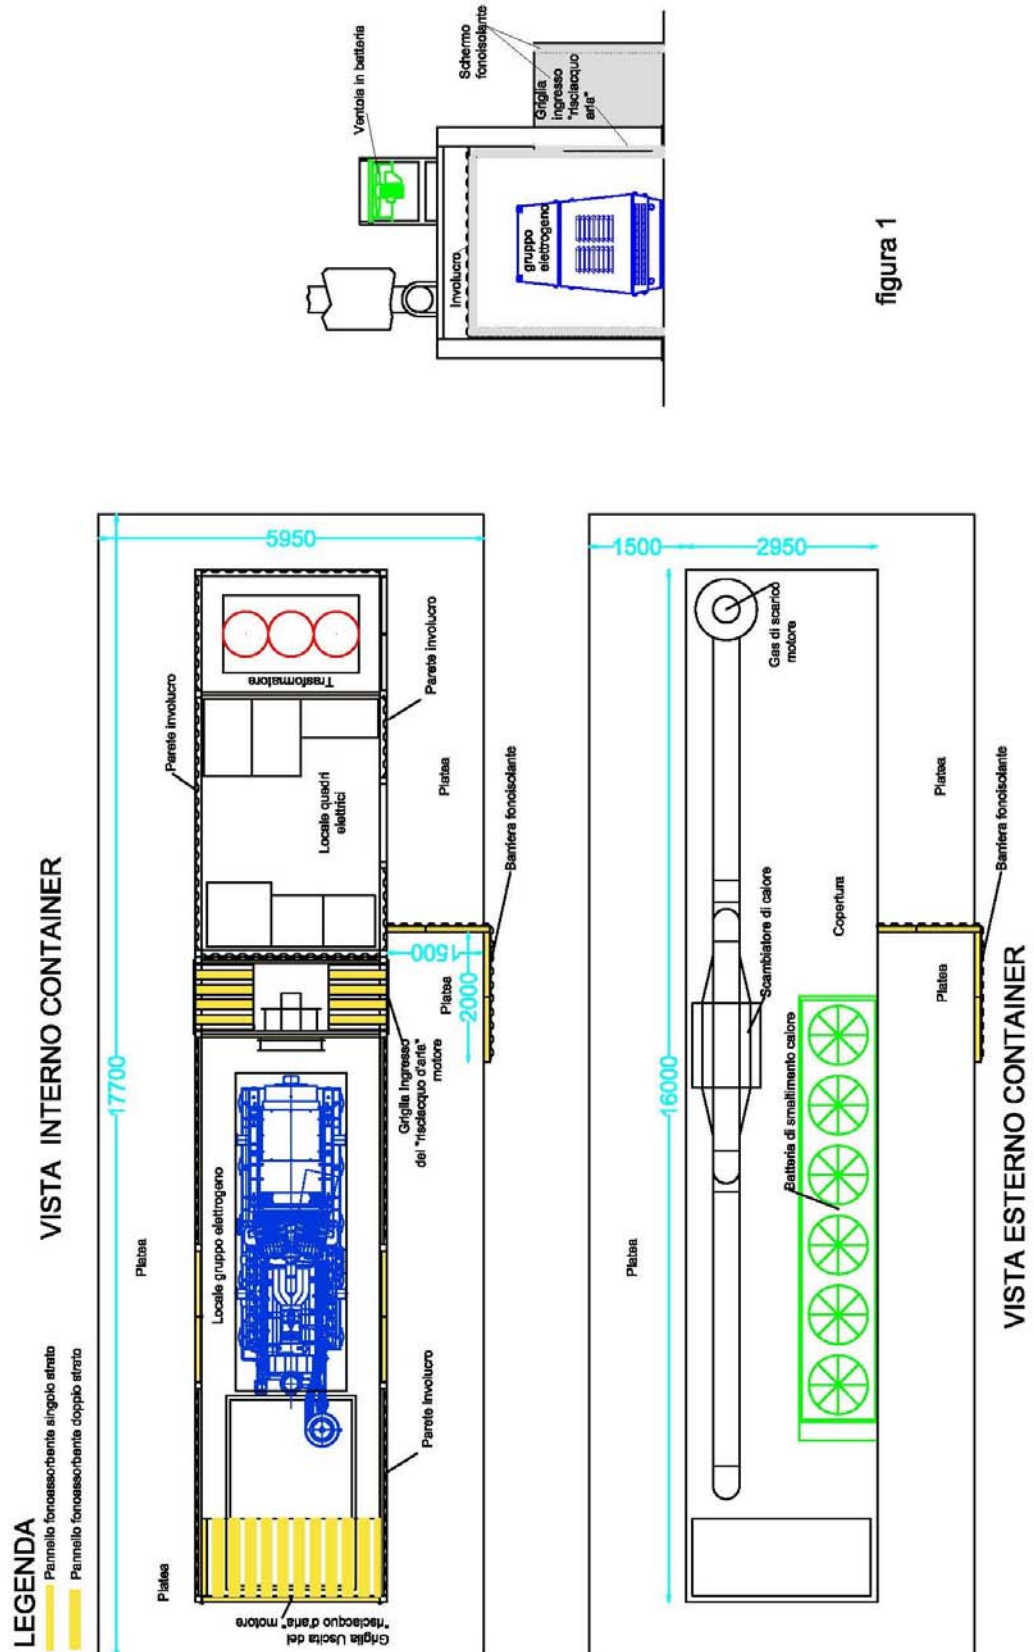 LEGENDA
Pannello fonoassorbente singolo strato
Pannello fonoassorbente doppio strato
VISTA INTERNO CONTAINER
17700
5950
Platea
Platea
Parete involucro
Locale gruppo elettrogeno
Locale quadri
elettrici
Trasformatore
Griglia Uscita del
"risciacquo d'aria" motore
Parete involucro
Griglia Ingresso
del "risciacquo d'aria"
motore
Platea
2000
1500
Platea
Parete involucro
Barriera fonoisolante
1500
2950
16000
Platea
Gas di scarico
motore
Scambiatore di calore
Batteria di smaltimento calore
Copertura
Platea
Platea
Barriera fonoisolante
VISTA ESTERNO CONTAINER
Ventola in batteria
Schermo
fonoisolante
Griglia
ingresso
"risciacquo
aria"
Involucro
gruppo
elettrogeno
figura 1